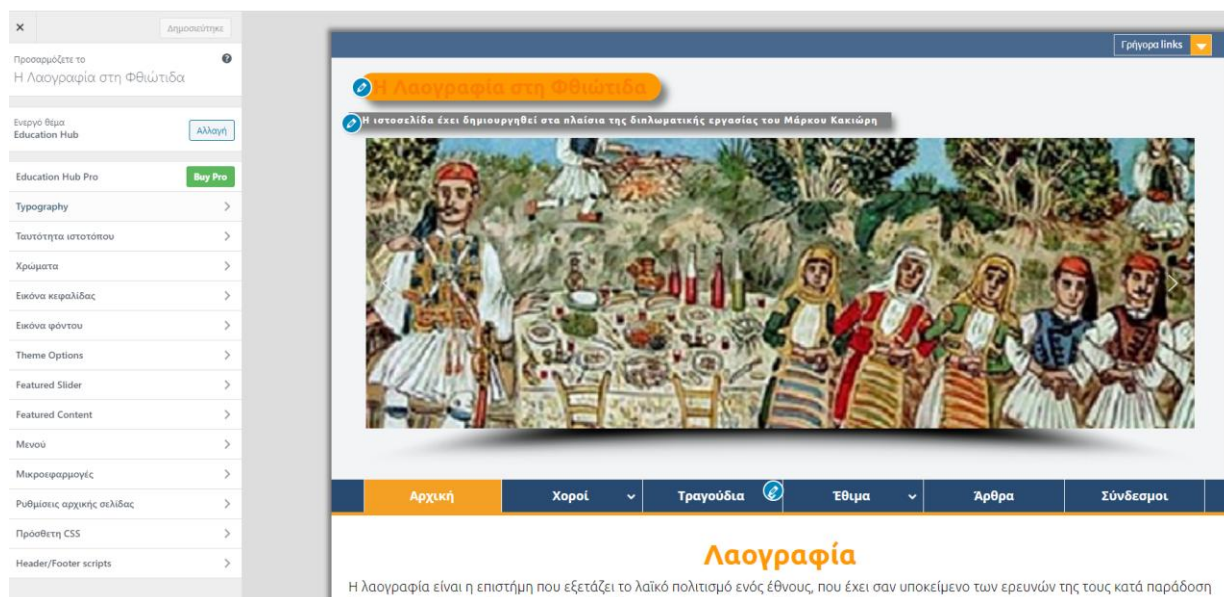 Δημοσιεύτηκε
Προσαρμόζετε το
Η Λαογραφία στη Φθιώτιδα
Ενεργό θέμα
Education Hub
Αλλαγή
Education Hub Pro
Buy Pro
Typography
Ταυτότητα ιστοτόπου
Χρώματα
Εικόνα κεφαλίδας
Εικόνα φόντου
Theme Options
Featured Slider
Featured Content
Μενού
Μικροεφαρμογές
Ρυθμίσεις αρχικής σελίδας
Πρόσθετη CSS
Header/Footer scripts
Γρήγορα links
Η Λαογραφία στη Φθιώτιδα
Η ιστοσελίδα έχει δημιουργηθεί στα πλαίσια της διπλωματικής εργασίας του Μάρκου Κακιώρη
Αρχική Χοροί Τραγούδια Έθιμα Άρθρα Σύνδεσμοι
Λαογραφία
Η λαογραφία είναι η επιστήμη που εξετάζει το λαϊκό πολιτισμό ενός έθνους, που έχει σαν υποκείμενο των ερευνών της τους κατά παράδοση